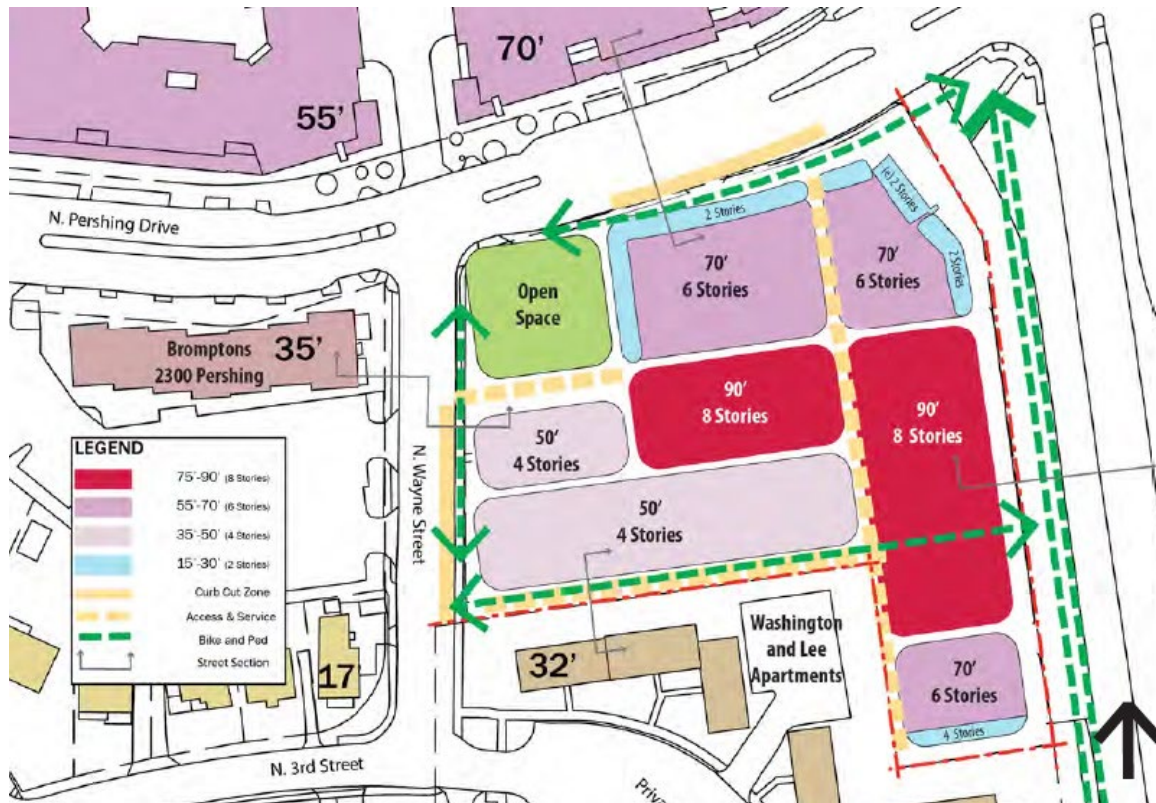 70'
55'
N. Pershing Drive
2 Stories
(e) 2 Stories
2 Stories
70'
6 Stories
70'
6 Stories
Open
Space
Bromptons
2300 Pershing
35'
90'
8 Stories
90'
8 Stories
50'
4 Stories
50'
4 Stories
N. Wayne Street
LEGEND
75'-90' (8 Stories)
55'-70' (6 Stories)
35'-50' (4 Stories)
15'-30' (2 Stories)
Curb Cut Zone
Access & Service
Bike and Ped
Street Section
17'
32'
Washington
and Lee
Apartments
70'
6 Stories
4 Stories
N. 3rd Street